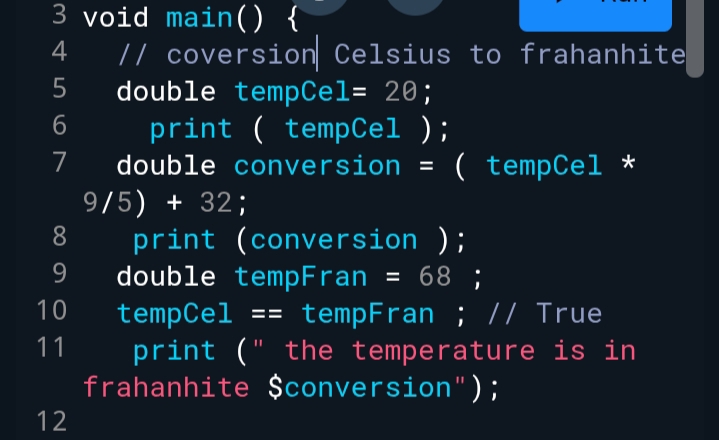 3 void main() {
4 // coversion Celsius to frahanhite
5 double tempCel= 20;
6 print ( tempCel );
7 double conversion = ( tempCel *
9/5) + 32;
8 print (conversion );
9 double tempFran = 68 ;
10 tempCel == tempFran ; // True
11 print (" the temperature is in
frahanhite $conversion");
12